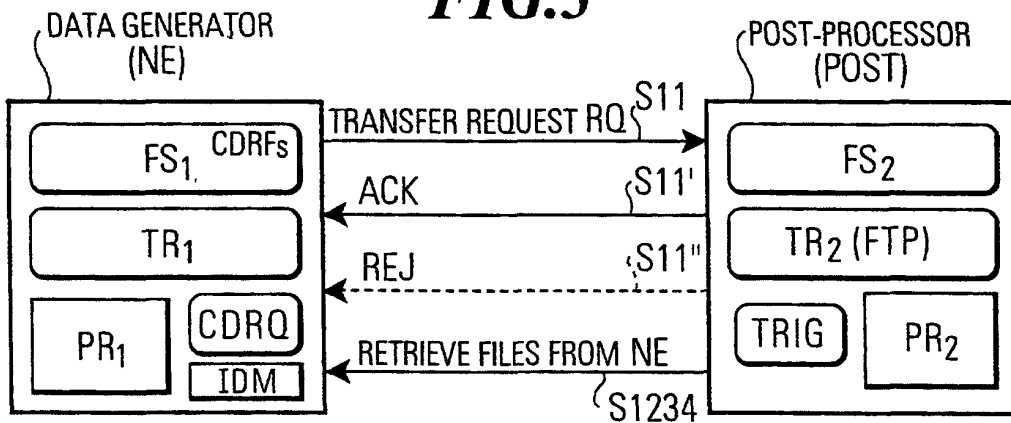 FIG.3
DATA GENERATOR
(NE)
POST-PROCESSOR
(POST)
TRANSFER REQUEST RQ
S11
FS1 CDRFs
FS2
ACK
S11'
TR1
TR2 (FTP)
REJ
S11"
PR1
CDRQ
IDM
TRIG
PR2
RETRIEVE FILES FROM NE
S1234